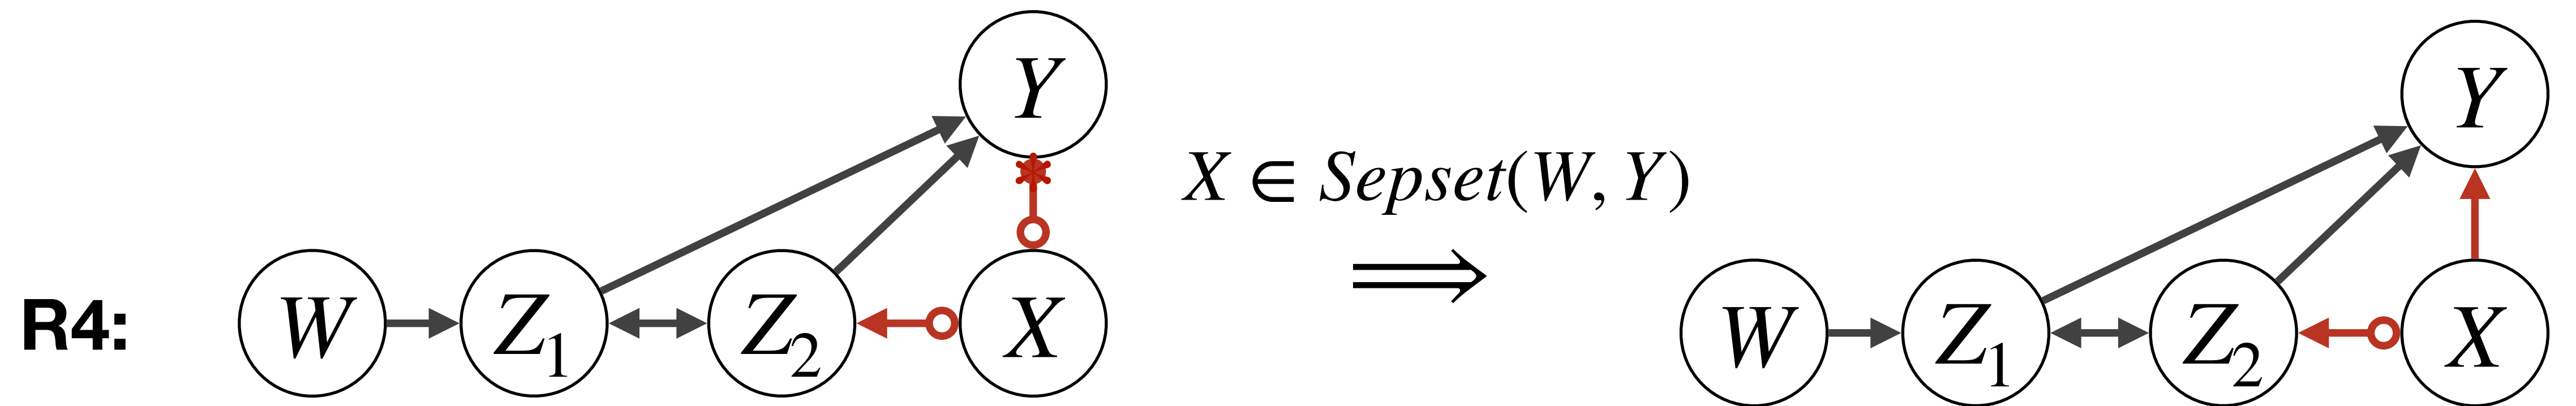 R4:
W
Z₁
Z₂
X
Y
X ∈ Sepset(W, Y)
⟹
W
Z₁
Z₂
X
Y